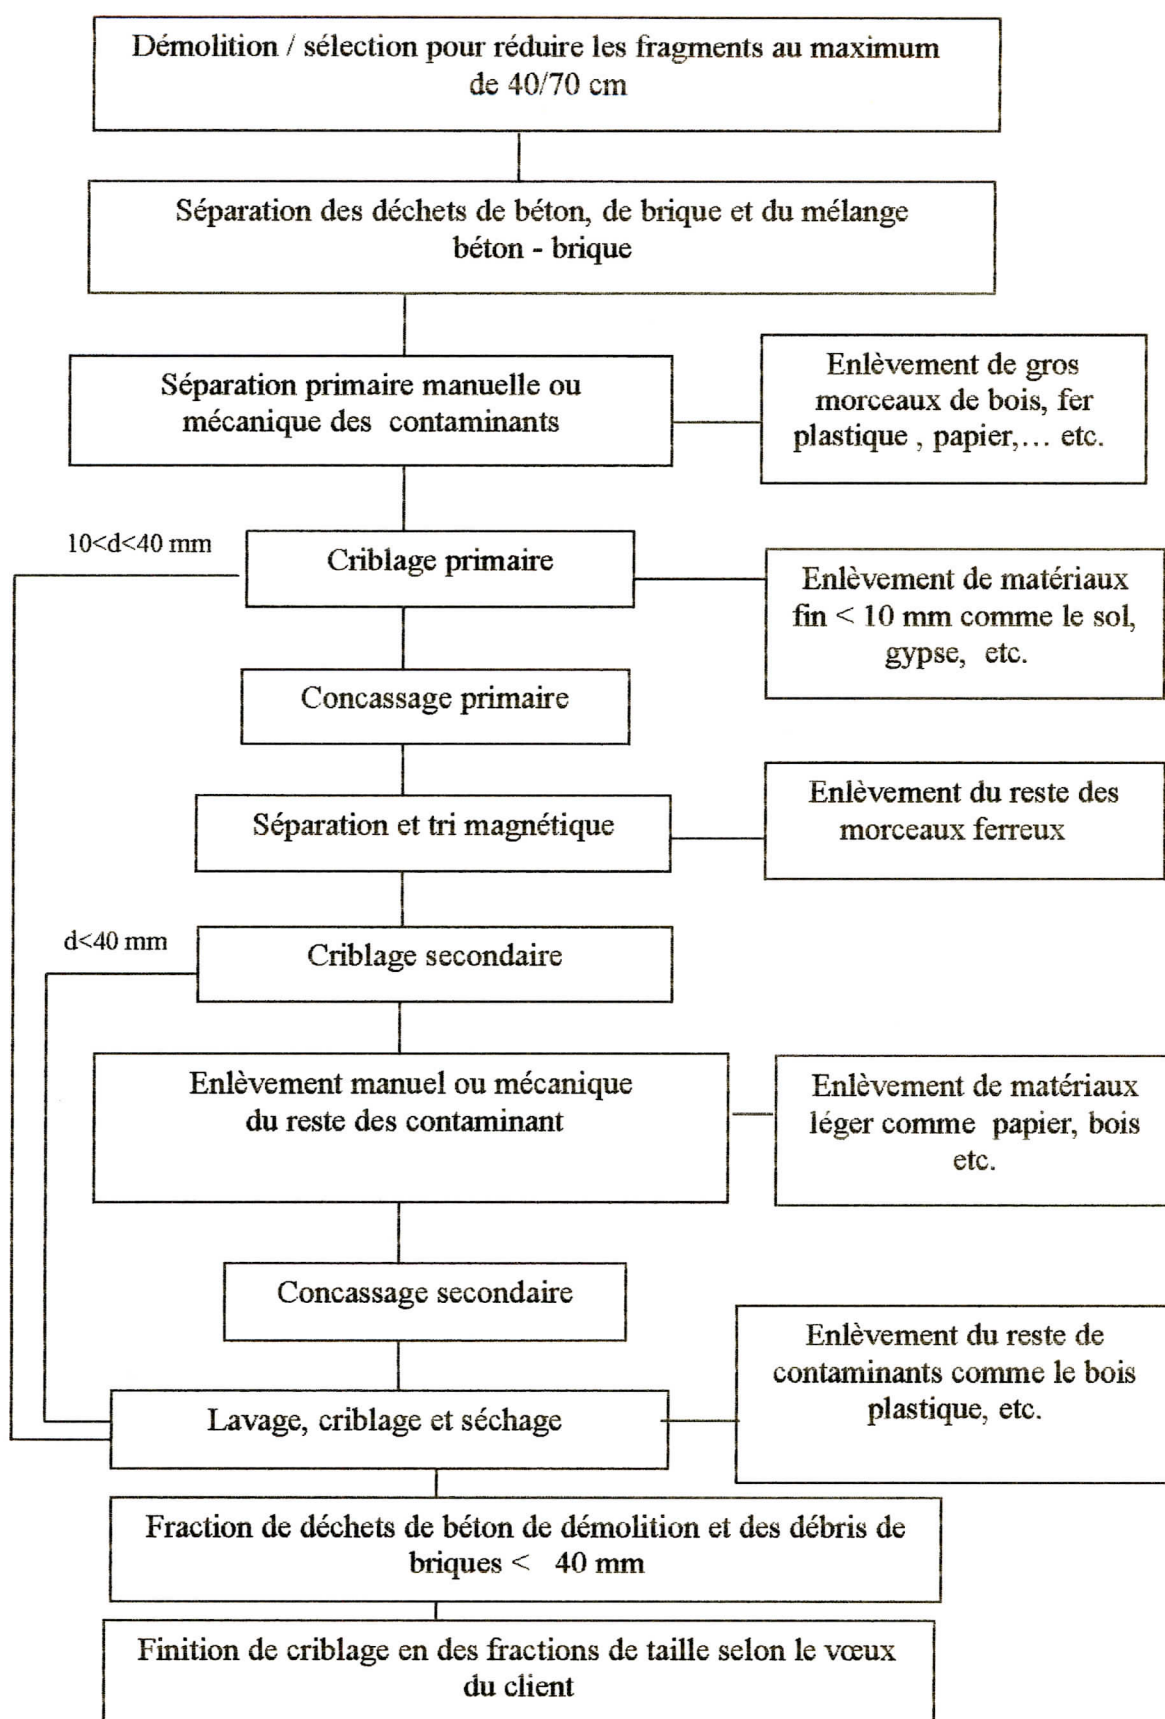 Démolition / sélection pour réduire les fragments au maximum
de 40/70 cm
Séparation des déchets de béton, de brique et du mélange
béton - brique
Séparation primaire manuelle ou
mécanique des contaminants
Enlèvement de gros
morceaux de bois, fer
plastique , papier,... etc.
10<d<40 mm
Criblage primaire
Enlèvement de matériaux
fin < 10 mm comme le sol,
gypse, etc.
Concassage primaire
Séparation et tri magnétique
Enlèvement du reste des
morceaux ferreux
d<40 mm
Criblage secondaire
Enlèvement manuel ou mécanique
du reste des contaminant
Enlèvement de matériaux
léger comme papier, bois
etc.
Concassage secondaire
Enlèvement du reste de
contaminants comme le bois
plastique, etc.
Lavage, criblage et séchage
Fraction de déchets de béton de démolition et des débris de
briques < 40 mm
Finition de criblage en des fractions de taille selon le vœux
du client